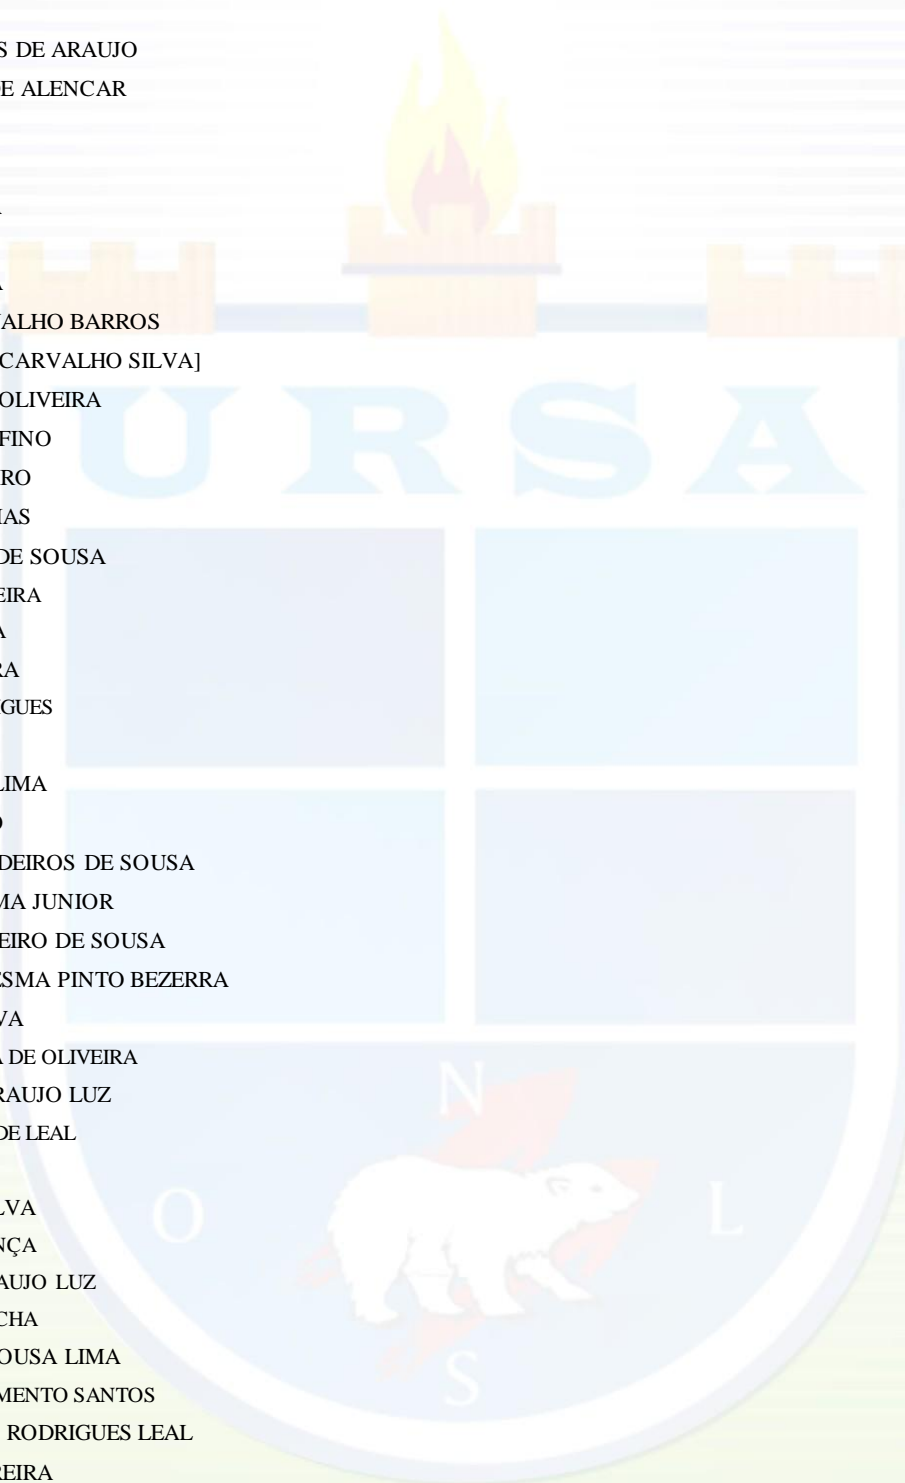 S DE ARAUJO
E ALENCAR
A
ALHO BARROS
CARVALHO SILVA]
OLIVEIRA
FINO
RO
IAS
DE SOUSA
EIRA
A
RA
GUES
LIMA
O
DEIROS DE SOUSA
MA JUNIOR
EIRO DE SOUSA
ESMA PINTO BEZERRA
VA
A DE OLIVEIRA
RAUJO LUZ
DE LEAL
LVA
NÇA
AUJO LUZ
CHA
OUSA LIMA
MENTO SANTOS
RODRIGUES LEAL
REIRA
URSA
N
O L
S